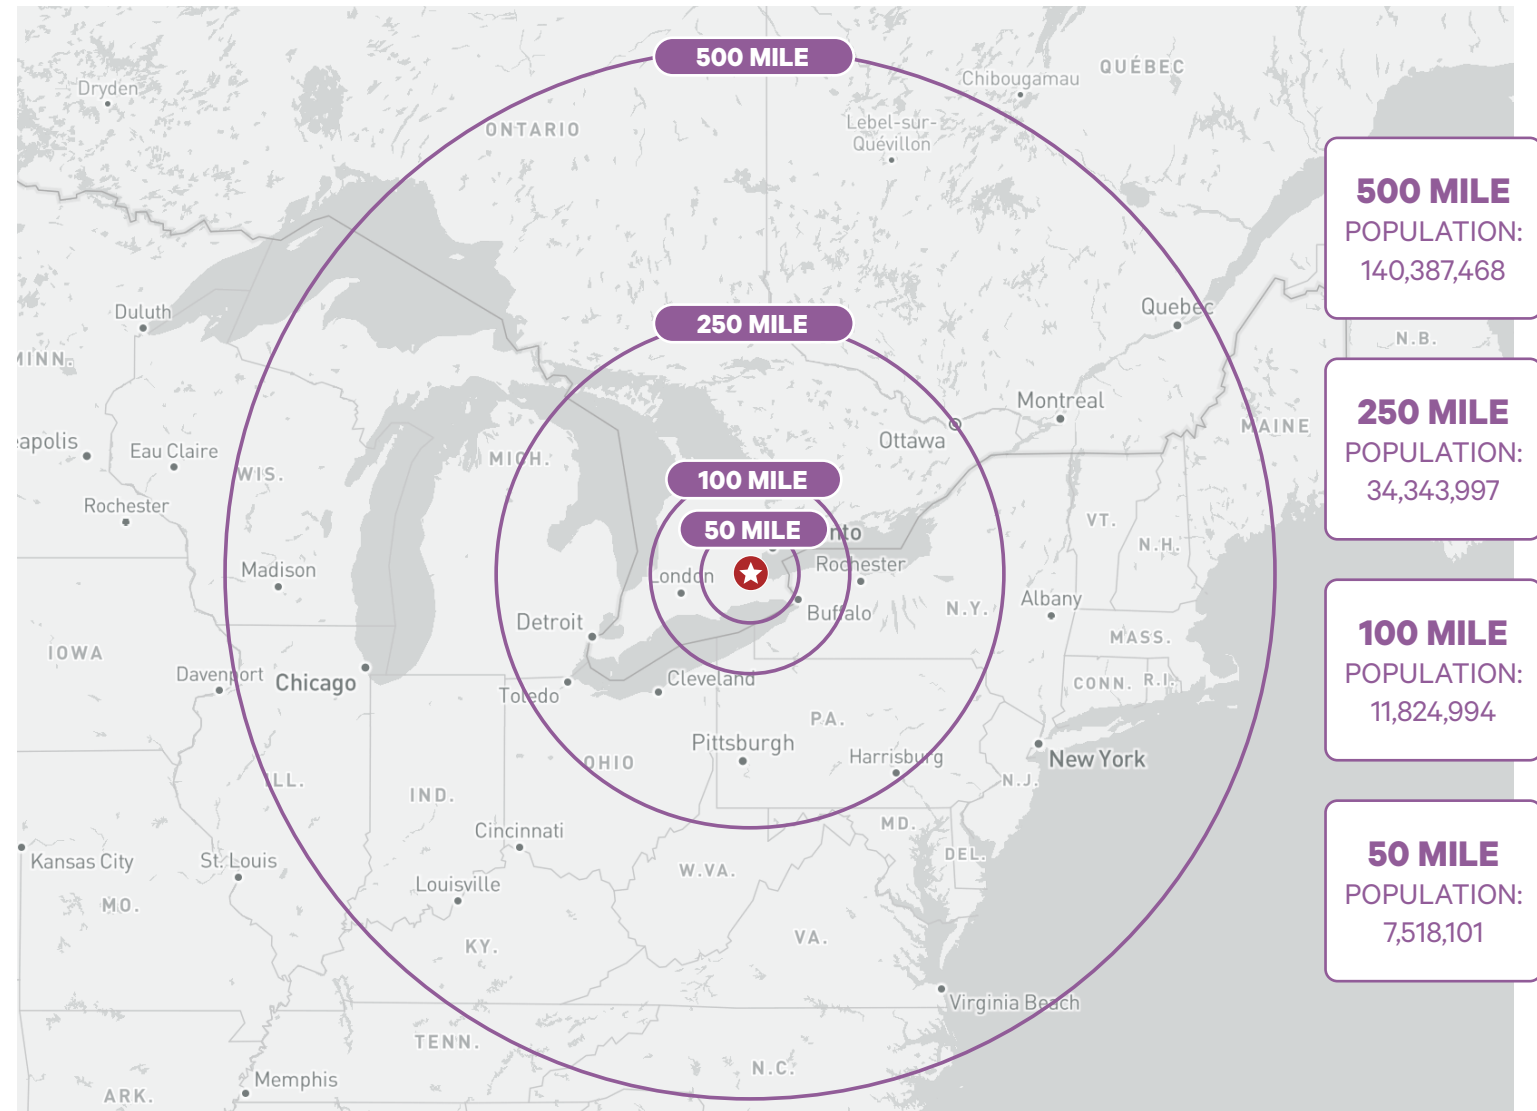 500 MILE
Chibougamau
QUÉBEC
Dryden
ONTARIO
Lebel-sur-
Quévillon
500 MILE
POPULATION:
140,387,468
Duluth
250 MILE
Quebec
N.B.
MINN.
250 MILE
POPULATION:
34,343,997
Montreal
MAINE
Ottawa
eapolis
Eau Claire
MICH.
WIS.
100 MILE
Rochester
VT.
N.H.
50 MILE
nto
Madison
London
Rochester
Albany
N.Y.
Buffalo
Detroit
MASS.
100 MILE
POPULATION:
11,824,994
IOWA
Davenport
Chicago
Toledo
Cleveland
CONN.
R.I.
PA.
Pittsburgh
Harrisburg
New York
OHIO
N.J.
ILL.
IND.
Cincinnati
MD.
DEL.
Kansas City
St. Louis
W.VA.
Louisville
50 MILE
POPULATION:
7,518,101
MO.
KY.
VA.
Virginia Beach
TENN.
N.C.
Memphis
ARK.